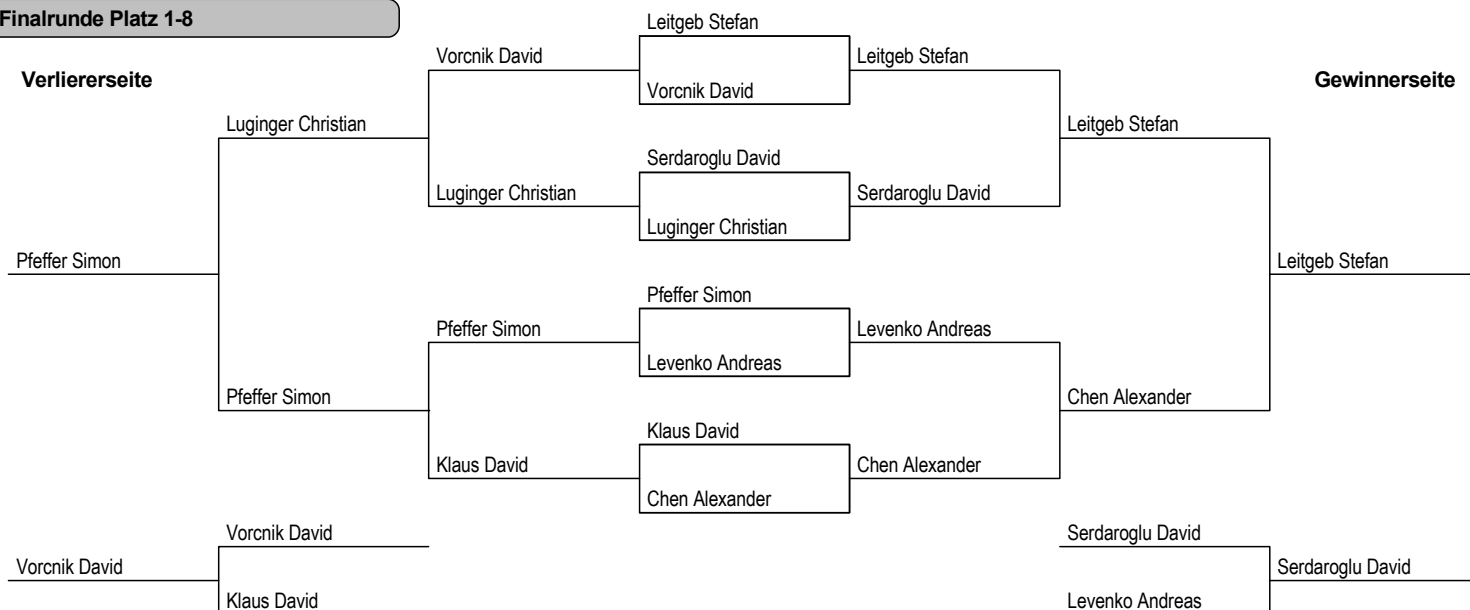 Finalrunde Platz 1-8
Leitgeb Stefan
Vorcnik David
Leitgeb Stefan
Verliererseite
Gewinnerseite
Vorcnik David
Luginger Christian
Leitgeb Stefan
Serdaroglu David
Luginger Christian
Serdaroglu David
Luginger Christian
Pfeffer Simon
Leitgeb Stefan
Pfeffer Simon
Pfeffer Simon
Levenko Andreas
Levenko Andreas
Pfeffer Simon
Chen Alexander
Klaus David
Klaus David
Chen Alexander
Chen Alexander
Vorcnik David
Serdaroglu David
Vorcnik David
Serdaroglu David
Klaus David
Levenko Andreas